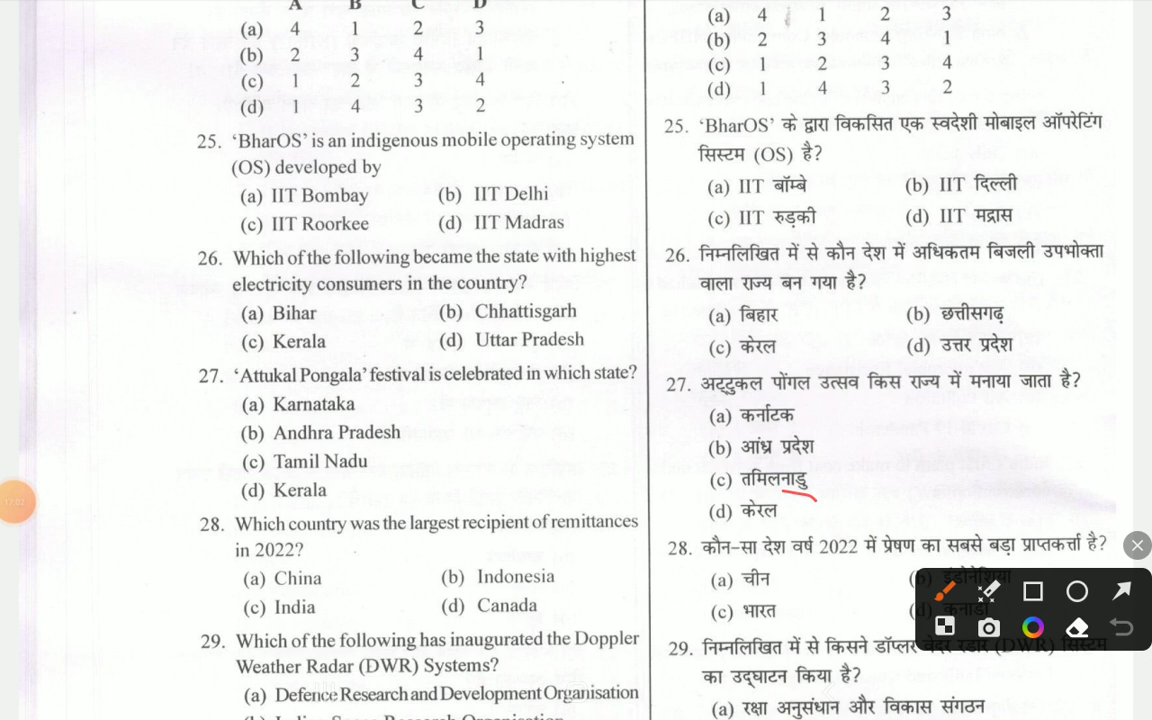 A B C D
(a) 4 1 2 3
(b) 2 3 4 1
(c) 1 2 3 4
(d) 1 4 3 2
25. ‘BharOS’ is an indigenous mobile operating system
(OS) developed by
(a) IIT Bombay (b) IIT Delhi
(c) IIT Roorkee (d) IIT Madras
26. Which of the following became the state with highest
electricity consumers in the country?
(a) Bihar (b) Chhattisgarh
(c) Kerala (d) Uttar Pradesh
27. ‘Attukal Pongala’ festival is celebrated in which state?
(a) Karnataka
(b) Andhra Pradesh
(c) Tamil Nadu
(d) Kerala
28. Which country was the largest recipient of remittances
in 2022?
(a) China (b) Indonesia
(c) India (d) Canada
29. Which of the following has inaugurated the Doppler
Weather Radar (DWR) Systems?
(a) Defence Research and Development Organisation
(a) 4 1 2 3
(b) 2 3 4 1
(c) 1 2 3 4
(d) 1 4 3 2
25. ‘BharOS’ के द्वारा विकसित एक स्वदेशी मोबाइल ऑपरेटिंग
सिस्टम (OS) है?
(a) IIT बॉम्बे (b) IIT दिल्ली
(c) IIT रुड़की (d) IIT मद्रास
26. निम्नलिखित में से कौन देश में अधिकतम बिजली उपभोक्ता
वाला राज्य बन गया है?
(a) बिहार (b) छत्तीसगढ़
(c) केरल (d) उत्तर प्रदेश
27. अट्टुकल पोंगल उत्सव किस राज्य में मनाया जाता है?
(a) कर्नाटक
(b) आंध्र प्रदेश
(c) तमिलनाडु
(d) केरल
28. कौन-सा देश वर्ष 2022 में प्रेषण का सबसे बड़ा प्राप्तकर्त्ता है?
(a) चीन (b) इंडोनेशिया
(c) भारत (d) कनाडा
29. निम्नलिखित में से किसने डॉप्लर वेदर रडार (DWR) सिस्टम
का उद्घाटन किया है?
(a) रक्षा अनुसंधान और विकास संगठन